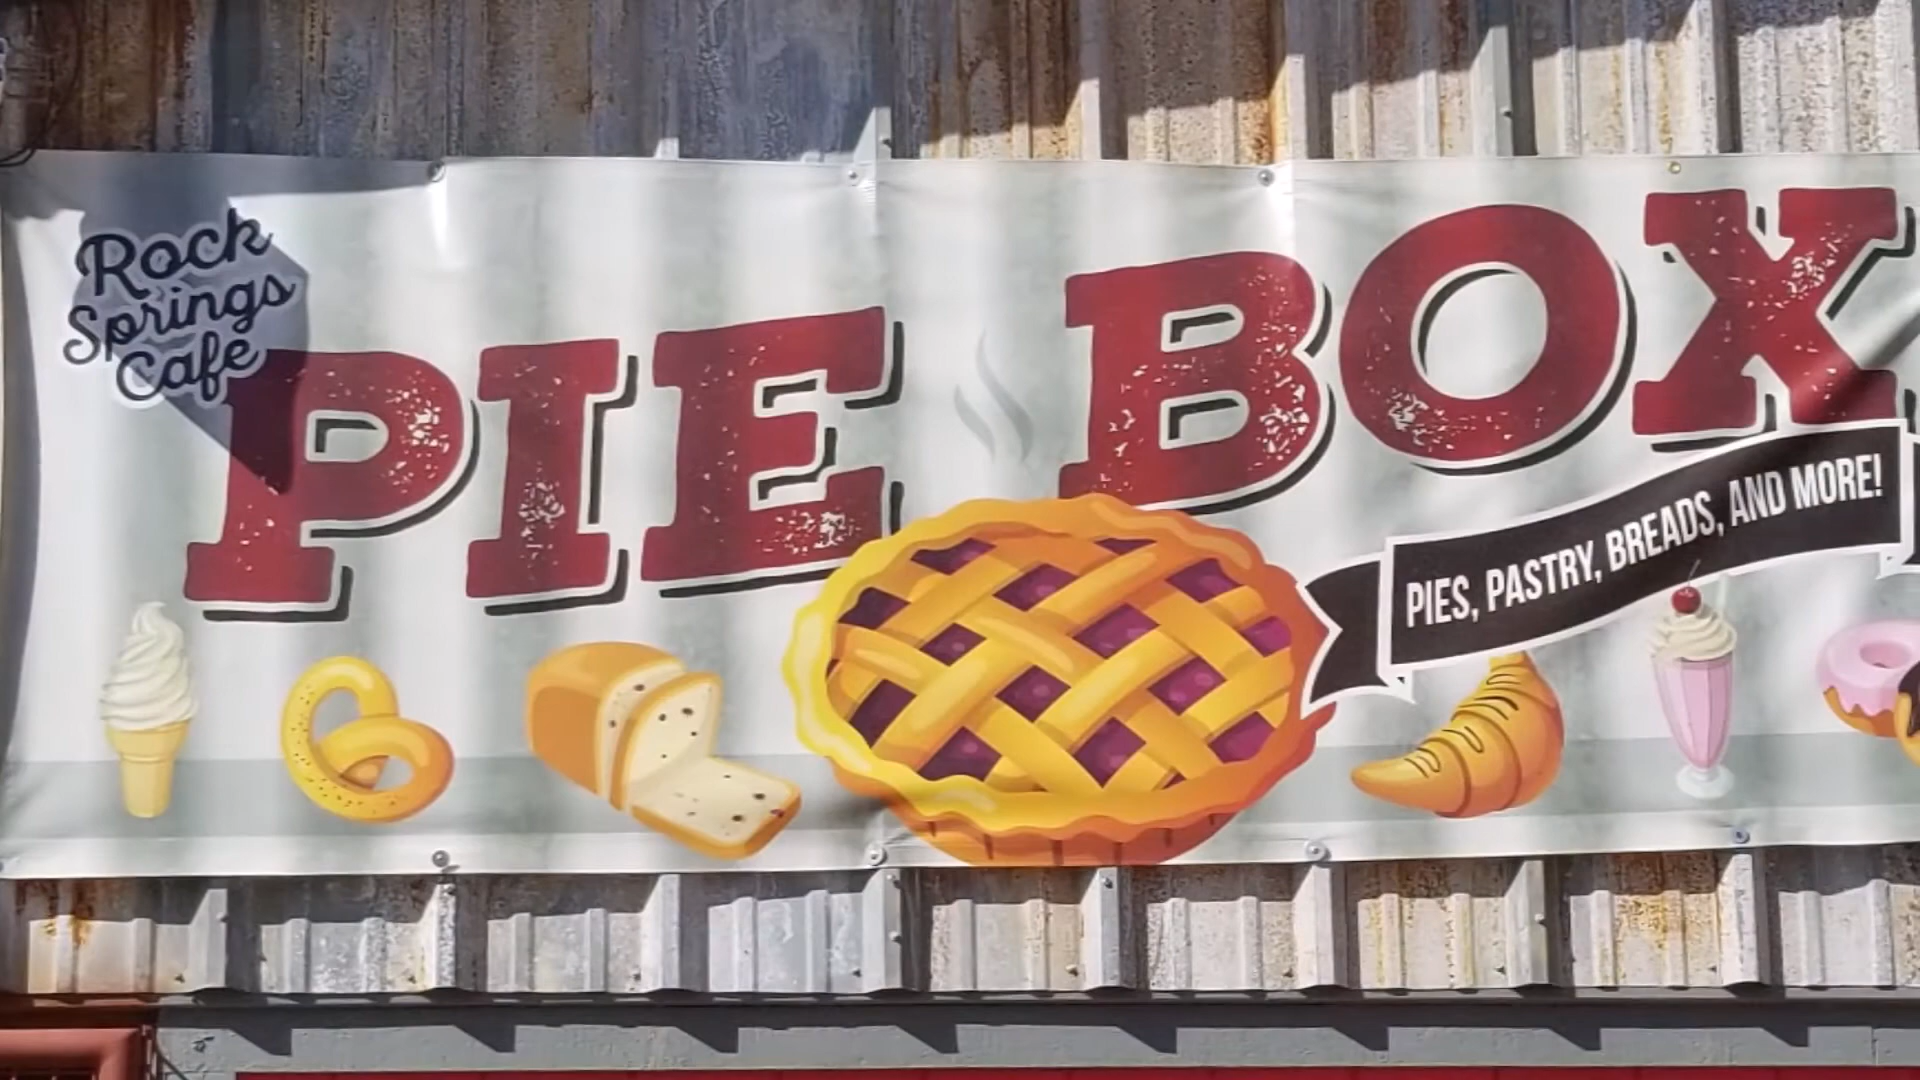 Rock
Springs
Cafe
PIE BOX
PIES, PASTRY, BREADS, AND MORE!